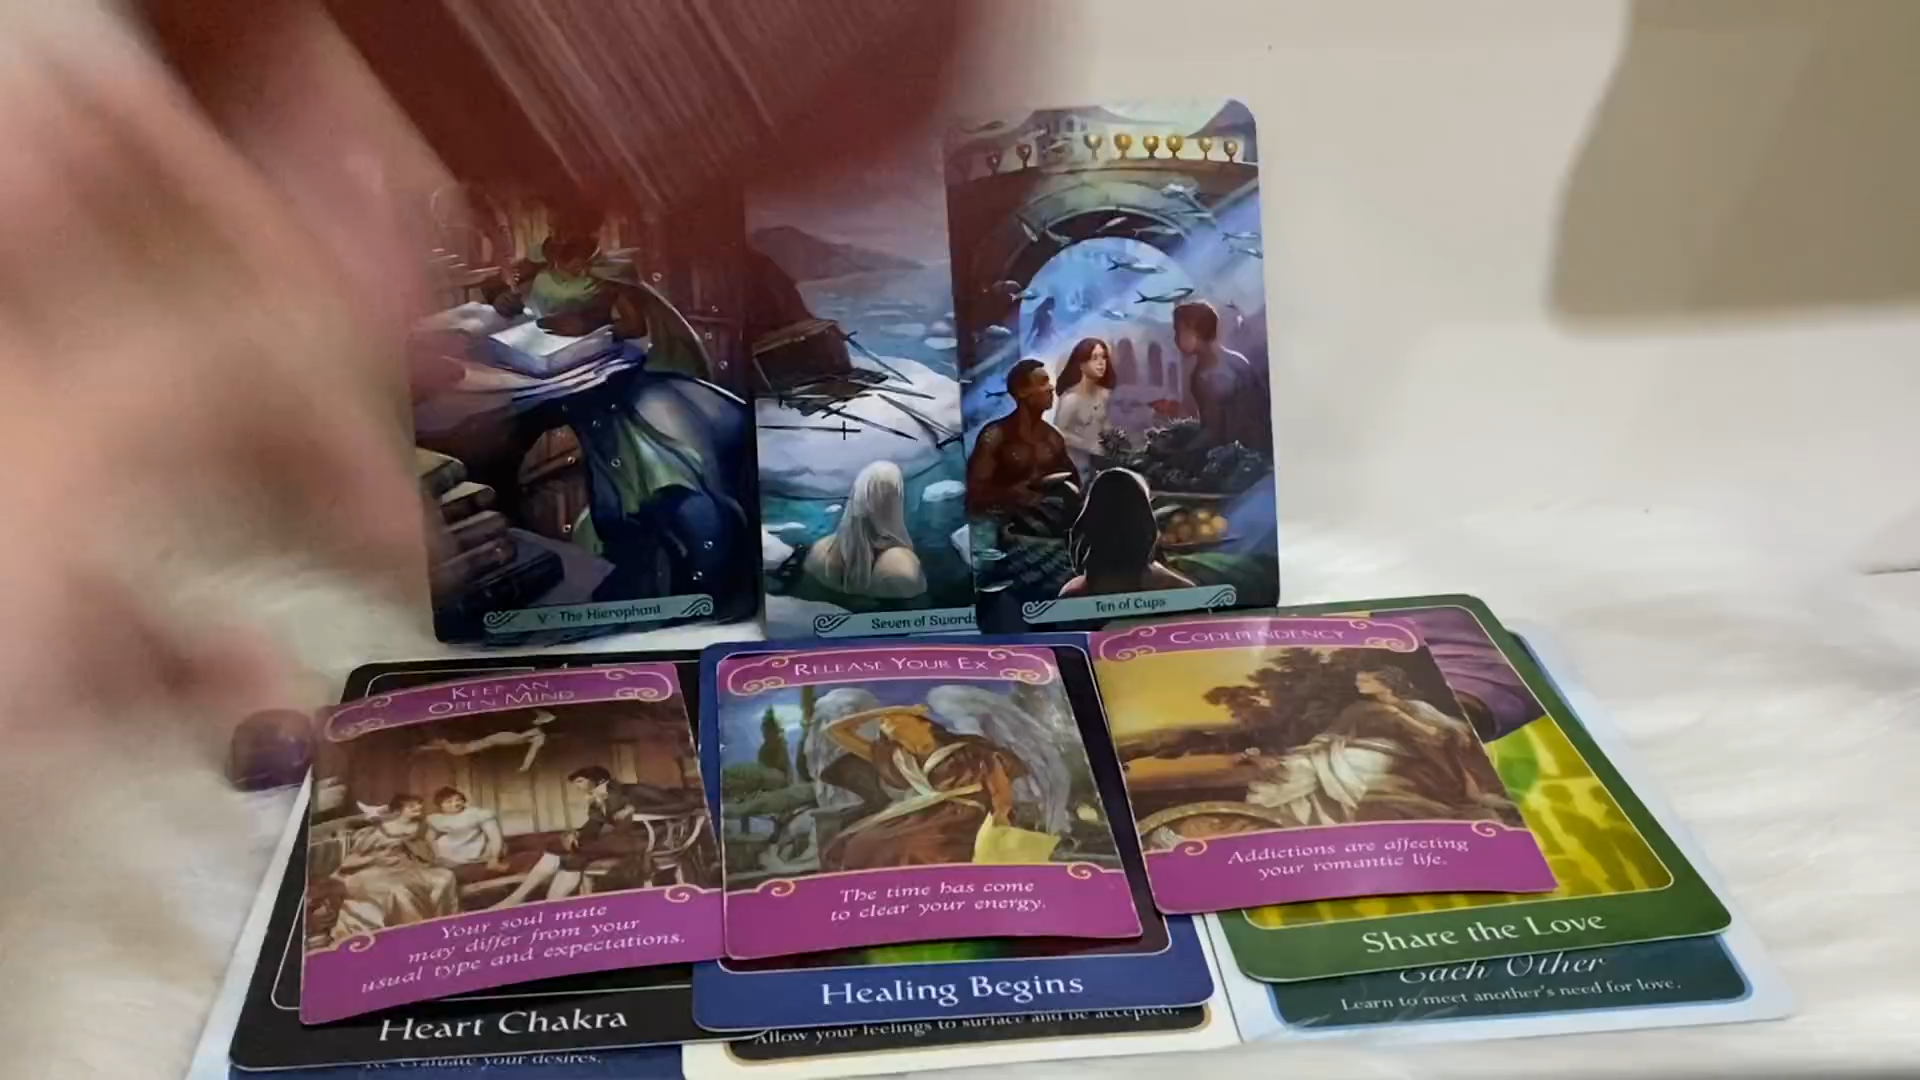 V - The Hierophant
Seven of Swords
Ten of Cups
KEEP AN
OPEN MIND
Your soul mate
may differ from your
usual type and expectations.
RELEASE YOUR EX
The time has come
to clear your energy.
CODEPENDENCY
Addictions are affecting
your romantic life.
Heart Chakra
Healing Begins
Share the Love
Each Other
Learn to meet another's need for love.
Allow your feelings to surface and be accepted.
your desires.